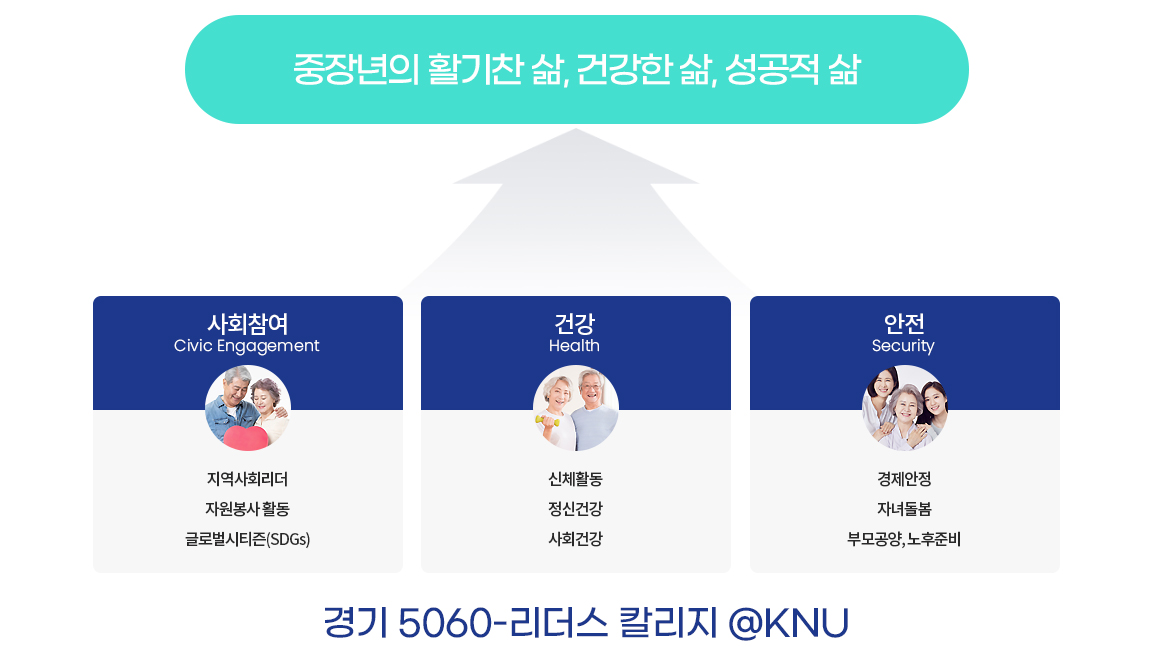 중장년의 활기찬 삶, 건강한 삶, 성공적 삶
사회참여
Civic Engagement
지역사회리더
자원봉사 활동
글로벌시티즌(SDGs)
건강
Health
신체활동
정신건강
사회건강
안전
Security
경제안정
자녀돌봄
부모공양, 노후준비
경기 5060-리더스 칼리지 @KNU